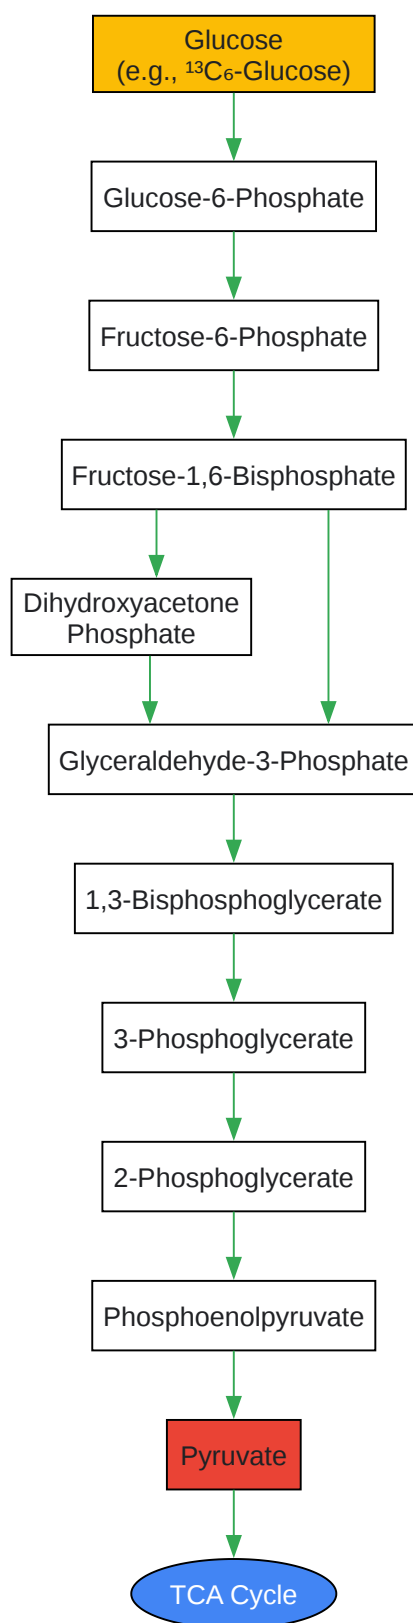 Glucose
(e.g., ¹³C₆-Glucose)
Glucose-6-Phosphate
Fructose-6-Phosphate
Fructose-1,6-Bisphosphate
Dihydroxyacetone
Phosphate
Glyceraldehyde-3-Phosphate
1,3-Bisphosphoglycerate
3-Phosphoglycerate
2-Phosphoglycerate
Phosphoenolpyruvate
Pyruvate
TCA Cycle